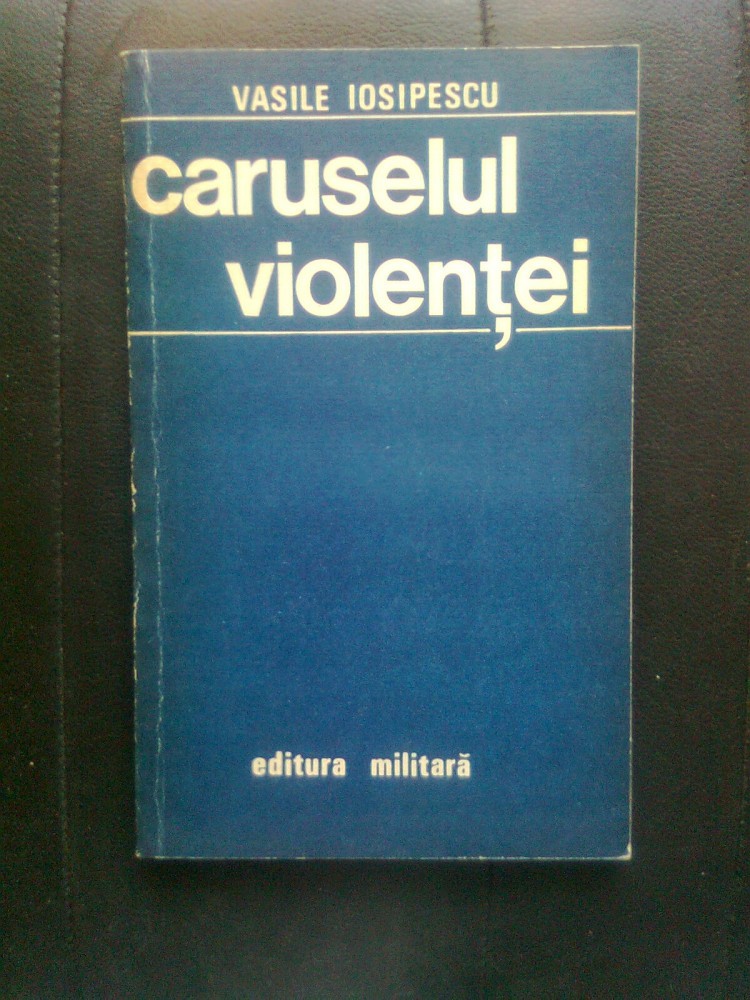 VASILE IOSIPESCU
caruselul
violenței
editura militară